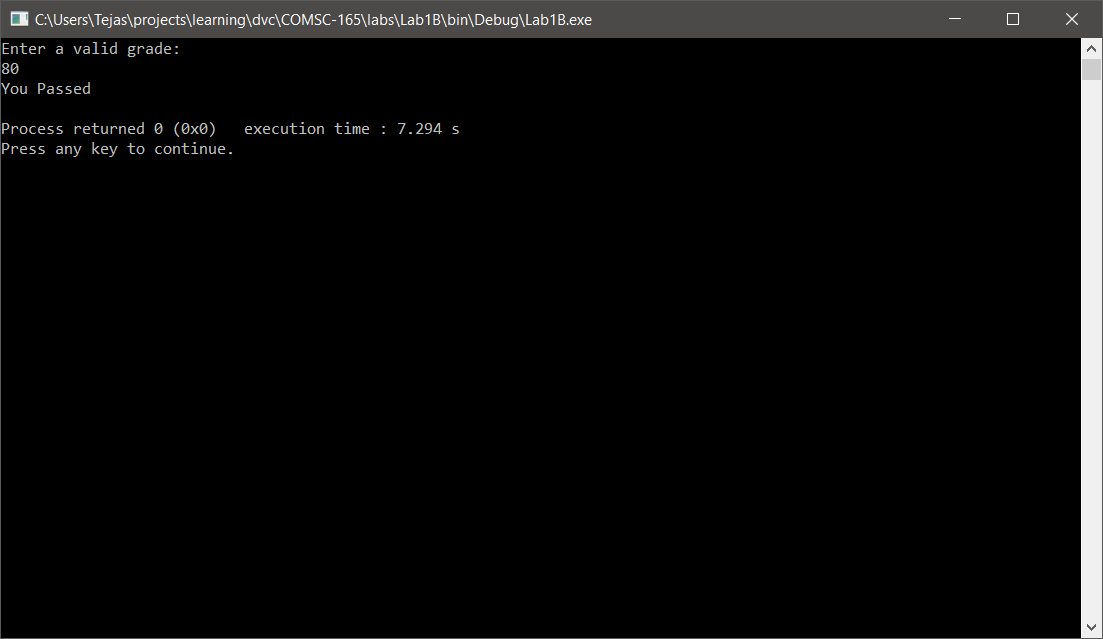 C:\Users\Tejas\projects\learning\dvc\COMSC-165\labs\Lab1B\bin\Debug\Lab1B.exe
Enter a valid grade:
80
You Passed
Process returned 0 (0x0)   execution time : 7.294 s
Press any key to continue.